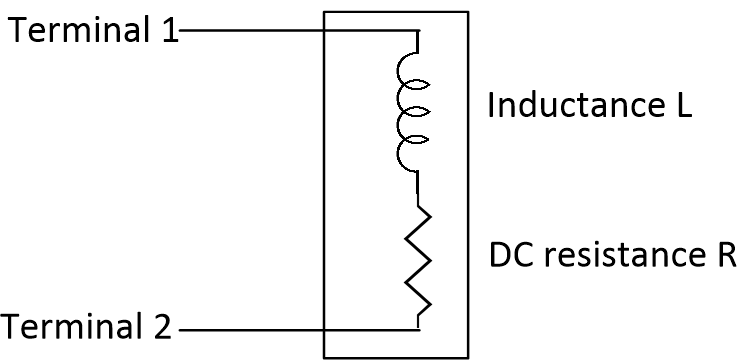 Terminal 1
Inductance L
DC resistance R
Terminal 2